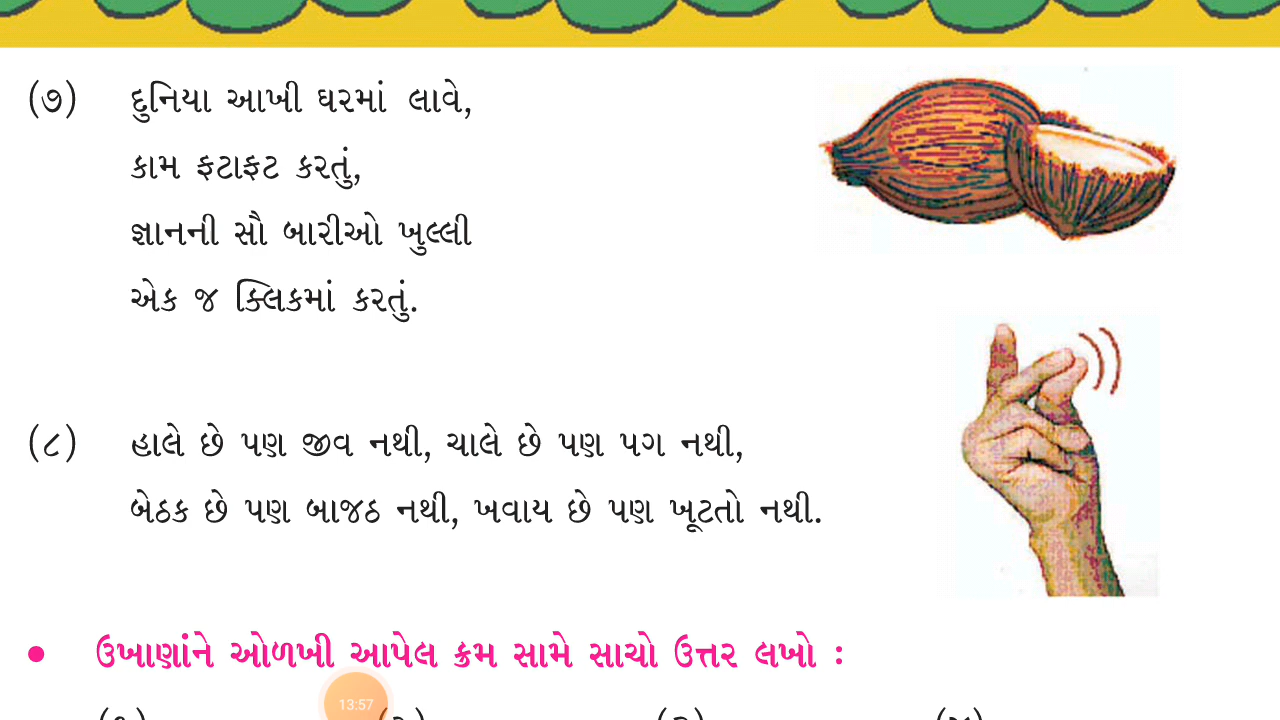 (૭) દુનિયા આખી ઘરમાં લાવે,
કામ ફટાફટ કરતું,
જ્ઞાનની સૌ બારીઓ ખુલ્લી
એક જ ક્લિકમાં કરતું.
(૮) હાલે છે પણ જીવ નથી, ચાલે છે પણ પગ નથી,
બેઠક છે પણ બાજઠ નથી, ખવાય છે પણ ખૂટતો નથી.
• ઉખાણાંને ઓળખી આપેલ ક્રમ સામે સાચો ઉત્તર લખો :
13:57